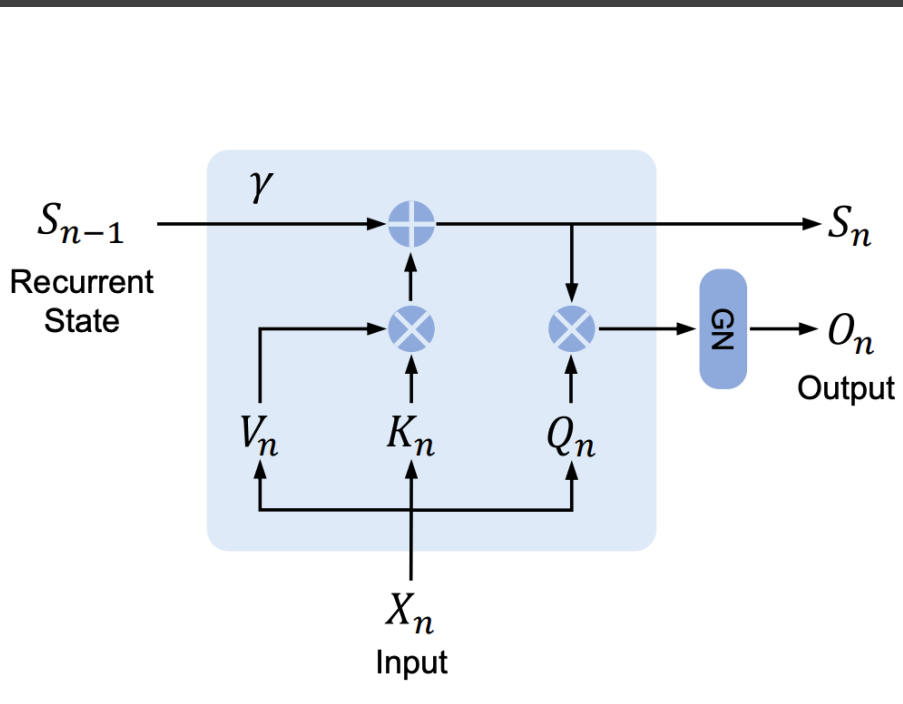 γ
S_{n-1}
Recurrent
State
S_n
GN
O_n
Output
V_n
K_n
Q_n
X_n
Input